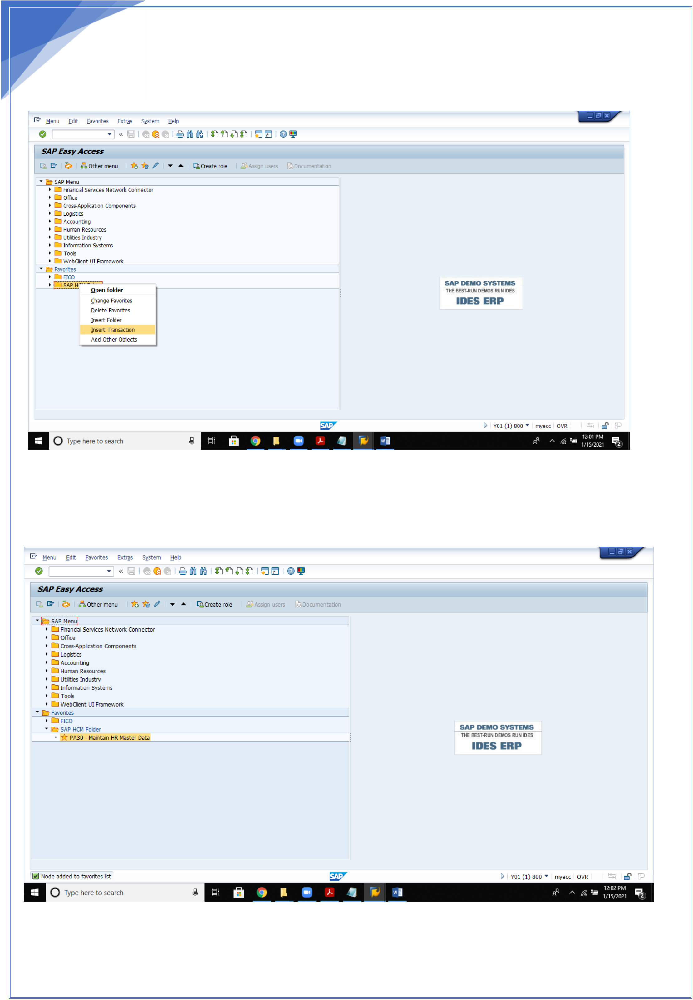 Menu Edit Favorites Extras System Help
SAP Easy Access
Other menu Create role Assign users Documentation
SAP Menu
Financial Services Network Connector
Office
Cross-Application Components
Logistics
Accounting
Human Resources
Utilities Industry
Information Systems
Tools
WebClient UI Framework
Favorites
FICO
SAP
Open folder
Change Favorites
Delete Favorites
Insert Folder
Insert Transaction
Add Other Objects
SAP DEMO SYSTEMS
THE BEST-RUN DEMOS RUN IDES
IDES ERP
SAP
Y01 (1) 800 myecc OVR
Type here to search
12:01 PM
1/15/2021
2
Menu Edit Favorites Extras System Help
SAP Easy Access
Other menu Create role Assign users Documentation
SAP Menu
Financial Services Network Connector
Office
Cross-Application Components
Logistics
Accounting
Human Resources
Utilities Industry
Information Systems
Tools
WebClient UI Framework
Favorites
FICO
SAP HCM Folder
PA30 - Maintain HR Master Data
SAP DEMO SYSTEMS
THE BEST-RUN DEMOS RUN IDES
IDES ERP
Node added to favorites list
SAP
Y01 (1) 800 myecc OVR
Type here to search
12:02 PM
1/15/2021
2